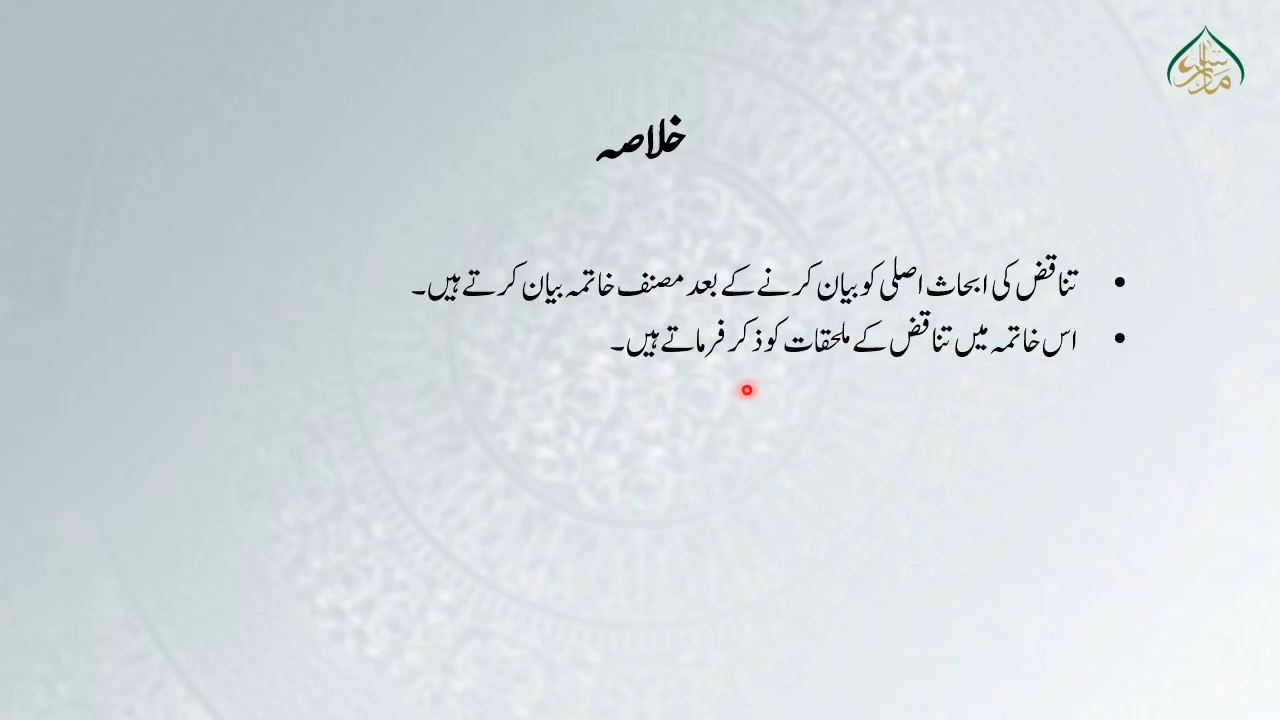 خلاصہ
تناقض کی ابحاث اصلی کو بیان کرنے کے بعد مصنف خاتمہ بیان کرتے ہیں۔
اس خاتمہ میں تناقض کے ملحقات کو ذکر فرماتے ہیں۔